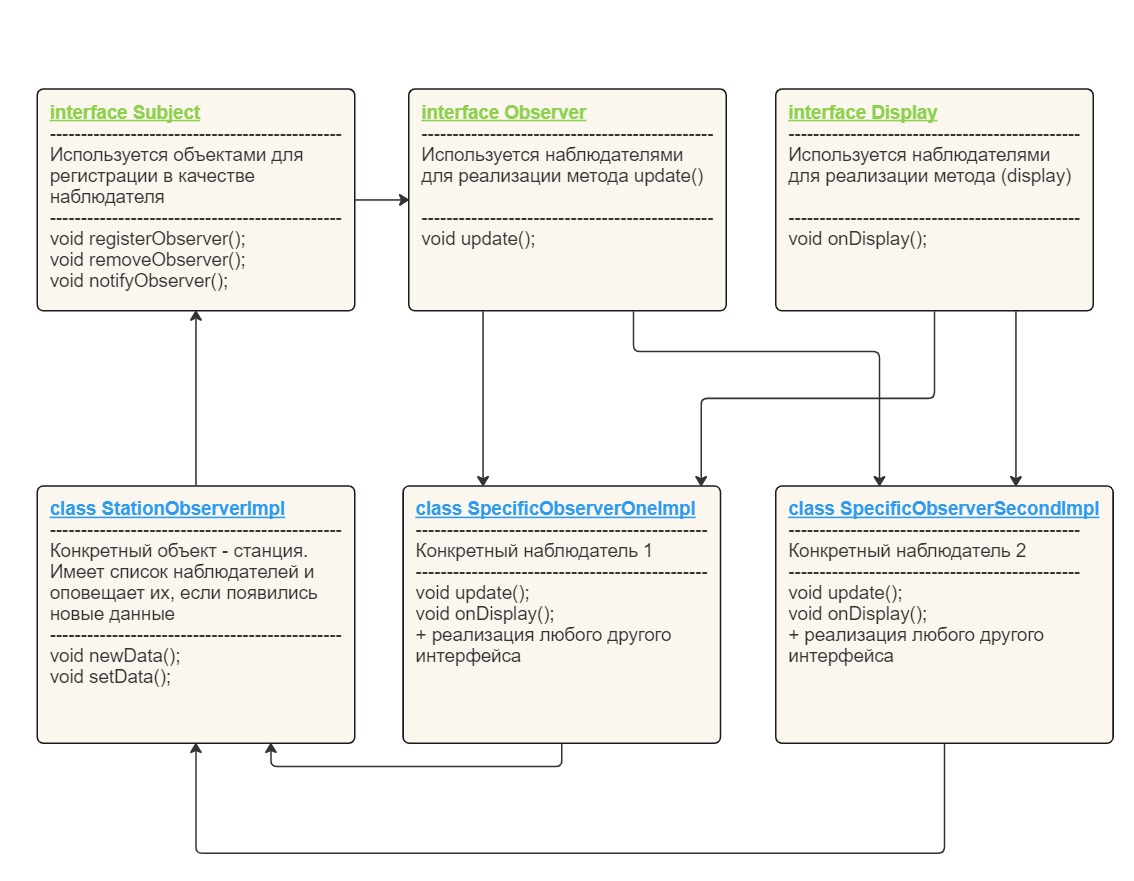 interface Subject
Используется объектами для
регистрации в качестве
наблюдателя
void registerObserver();
void removeObserver();
void notifyObserver();
interface Observer
Используется наблюдателями
для реализации метода update()
void update();
interface Display
Используется наблюдателями
для реализации метода (display)
void onDisplay();
class StationObserverImpl
Конкретный объект - станция.
Имеет список наблюдателей и
оповещает их, если появились
новые данные
void newData();
void setData();
class SpecificObserverOneImpl
Конкретный наблюдатель 1
void update();
void onDisplay();
+ реализация любого другого
интерфейса
class SpecificObserverSecondImpl
Конкретный наблюдатель 2
void update();
void onDisplay();
+ реализация любого другого
интерфейса